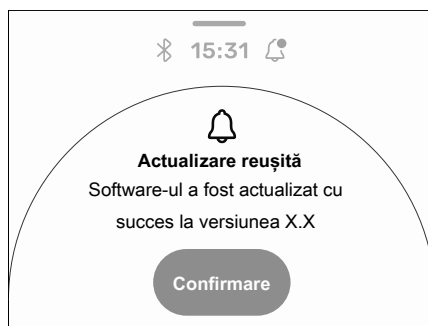 15:31
Actualizare reușită
Software-ul a fost actualizat cu
succes la versiunea X.X
Confirmare